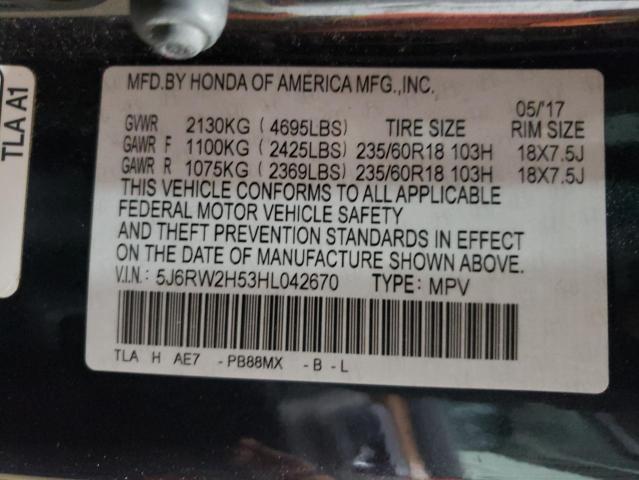 TLA A1
MFD.BY HONDA OF AMERICA MFG.,INC.
05/'17
GVWR 2130KG (4695LBS) TIRE SIZE RIM SIZE
GAWR F 1100KG (2425LBS) 235/60R18 103H 18X7.5J
GAWR R 1075KG (2369LBS) 235/60R18 103H 18X7.5J
THIS VEHICLE CONFORMS TO ALL APPLICABLE
FEDERAL MOTOR VEHICLE SAFETY
AND THEFT PREVENTION STANDARDS IN EFFECT
ON THE DATE OF MANUFACTURE SHOWN ABOVE.
V.I.N: 5J6RW2H53HL042670 TYPE: MPV
TLA H AE7 -PB88MX -B-L